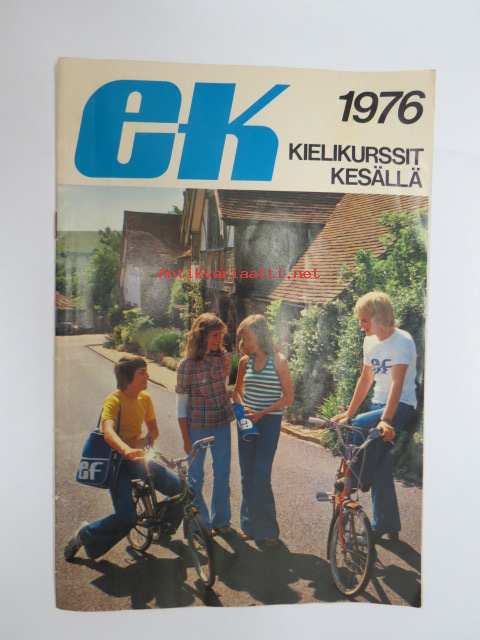 ek
1976
KIELIKURSSIT
KESÄLLÄ
Antikvariaatti.net
ef
ef